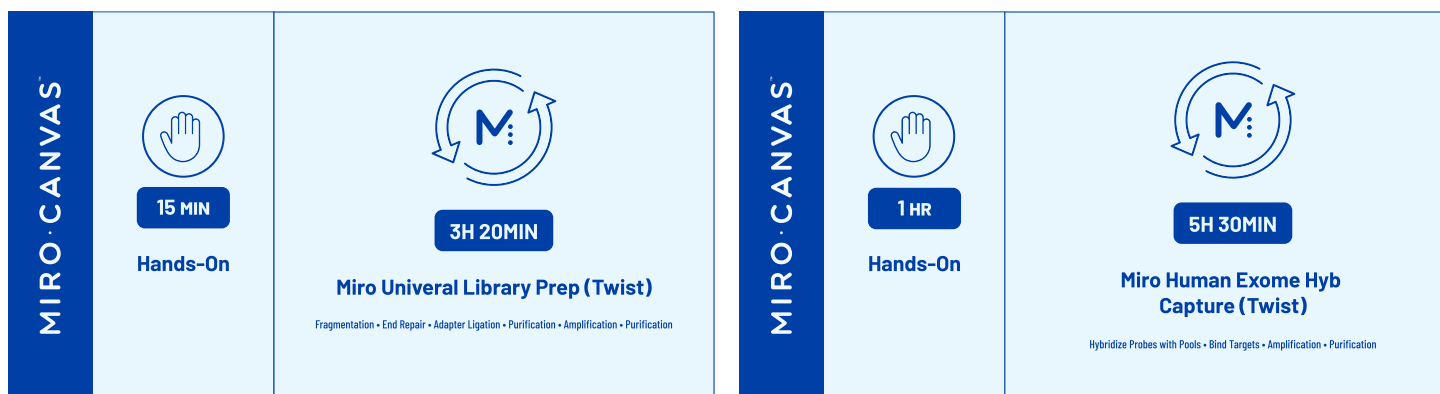 MIRO·CANVAS™
15 MIN
Hands-On
M
3H 20MIN
Miro Univeral Library Prep (Twist)
Fragmentation • End Repair • Adapter Ligation • Purification • Amplification • Purification
MIRO·CANVAS™
1 HR
Hands-On
M
5H 30MIN
Miro Human Exome Hyb
Capture (Twist)
Hybridize Probes with Pools • Bind Targets • Amplification • Purification